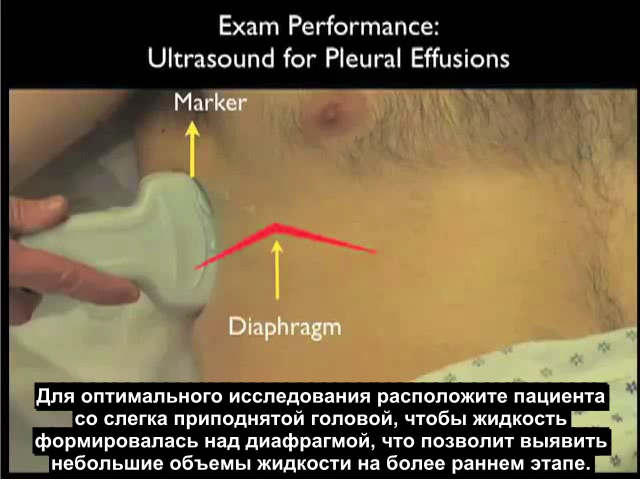 Exam Performance:
Ultrasound for Pleural Effusions
Marker
Diaphragm
Для оптимального исследования расположите пациента
со слегка приподнятой головой, чтобы жидкость
формировалась над диафрагмой, что позволит выявить
небольшие объемы жидкости на более раннем этапе.